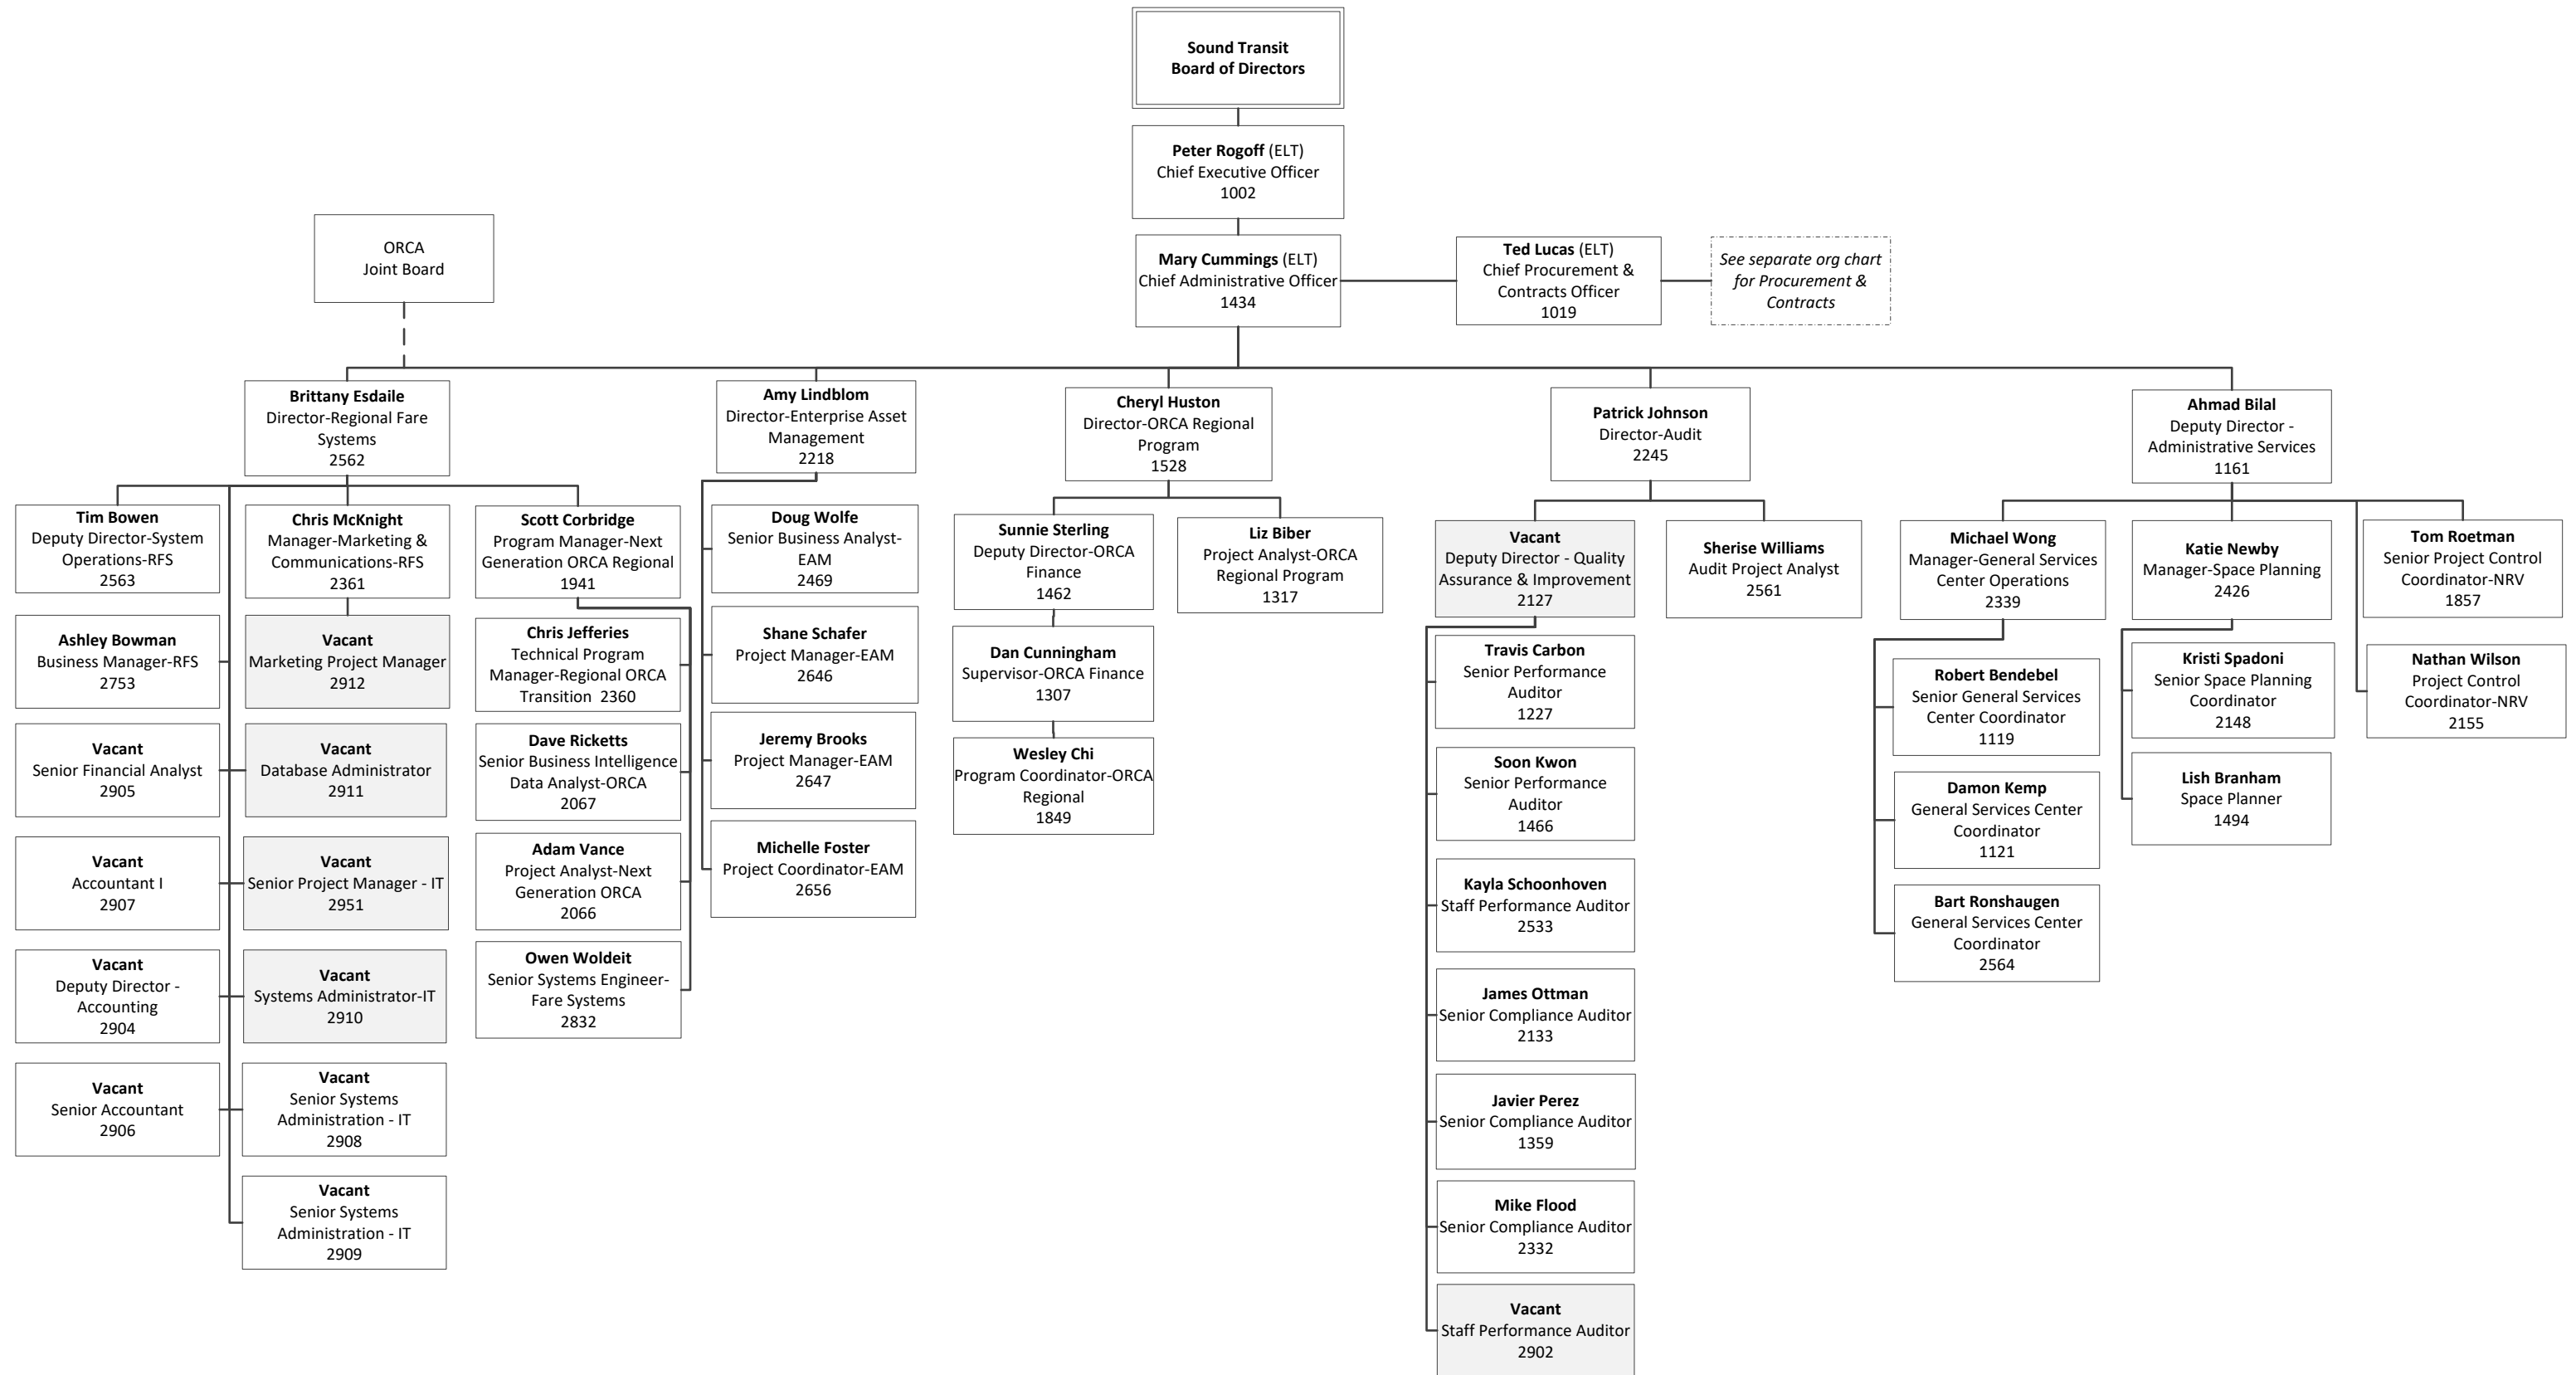 Sound Transit
Board of Directors
Peter Rogoff (ELT)
Chief Executive Officer
1002
ORCA
Joint Board
Mary Cummings (ELT)
Chief Administrative Officer
1434
Ted Lucas (ELT)
Chief Procurement &
Contracts Officer
1019
See separate org chart
for Procurement &
Contracts
Brittany Esdaile
Director-Regional Fare
Systems
2562
Amy Lindblom
Director-Enterprise Asset
Management
2218
Cheryl Huston
Director-ORCA Regional
Program
1528
Patrick Johnson
Director-Audit
2245
Ahmad Bilal
Deputy Director -
Administrative Services
1161
Tim Bowen
Deputy Director-System
Operations-RFS
2563
Ashley Bowman
Business Manager-RFS
2753
Vacant
Senior Financial Analyst
2905
Vacant
Accountant I
2907
Vacant
Deputy Director -
Accounting
2904
Vacant
Senior Accountant
2906
Chris McKnight
Manager-Marketing &
Communications-RFS
2361
Vacant
Marketing Project Manager
2912
Vacant
Database Administrator
2911
Vacant
Senior Project Manager - IT
2951
Vacant
Systems Administrator-IT
2910
Vacant
Senior Systems
Administration - IT
2908
Vacant
Senior Systems
Administration - IT
2909
Scott Corbridge
Program Manager-Next
Generation ORCA Regional
1941
Chris Jefferies
Technical Program
Manager-Regional ORCA
Transition 2360
Dave Ricketts
Senior Business Intelligence
Data Analyst-ORCA
2067
Adam Vance
Project Analyst-Next
Generation ORCA
2066
Owen Woldeit
Senior Systems Engineer-
Fare Systems
2832
Doug Wolfe
Senior Business Analyst-
EAM
2469
Shane Schafer
Project Manager-EAM
2646
Jeremy Brooks
Project Manager-EAM
2647
Michelle Foster
Project Coordinator-EAM
2656
Sunnie Sterling
Deputy Director-ORCA
Finance
1462
Dan Cunningham
Supervisor-ORCA Finance
1307
Wesley Chi
Program Coordinator-ORCA
Regional
1849
Liz Biber
Project Analyst-ORCA
Regional Program
1317
Vacant
Deputy Director - Quality
Assurance & Improvement
2127
Travis Carbon
Senior Performance
Auditor
1227
Soon Kwon
Senior Performance
Auditor
1466
Kayla Schoonhoven
Staff Performance Auditor
2533
James Ottman
Senior Compliance Auditor
2133
Javier Perez
Senior Compliance Auditor
1359
Mike Flood
Senior Compliance Auditor
2332
Vacant
Staff Performance Auditor
2902
Sherise Williams
Audit Project Analyst
2561
Michael Wong
Manager-General Services
Center Operations
2339
Robert Bendebel
Senior General Services
Center Coordinator
1119
Damon Kemp
General Services Center
Coordinator
1121
Bart Ronshaugen
General Services Center
Coordinator
2564
Katie Newby
Manager-Space Planning
2426
Kristi Spadoni
Senior Space Planning
Coordinator
2148
Lish Branham
Space Planner
1494
Tom Roetman
Senior Project Control
Coordinator-NRV
1857
Nathan Wilson
Project Control
Coordinator-NRV
2155